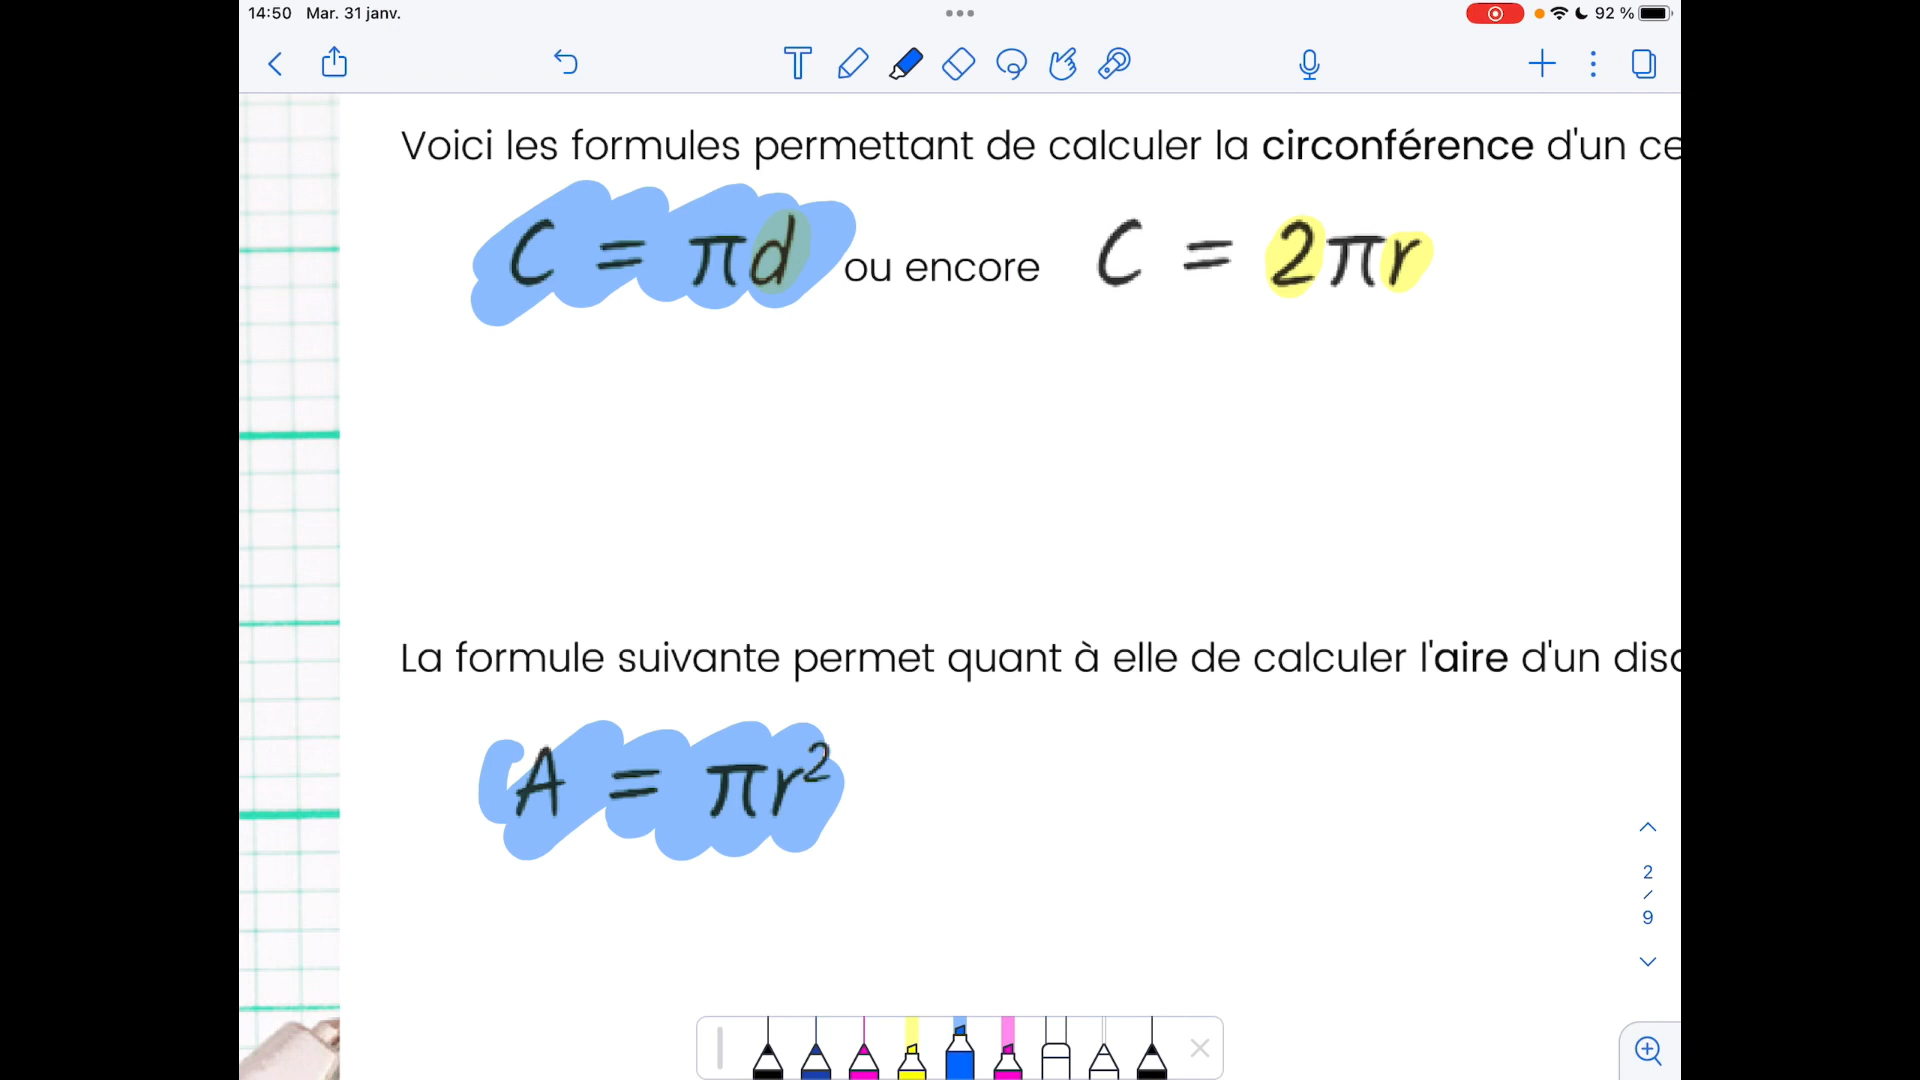 14:50 Mar. 31 janv.
92 %
Voici les formules permettant de calculer la circonférence d'un ce
C = πd ou encore C = 2πr
La formule suivante permet quant à elle de calculer l'aire d'un disc
A = πr²
2
/
9